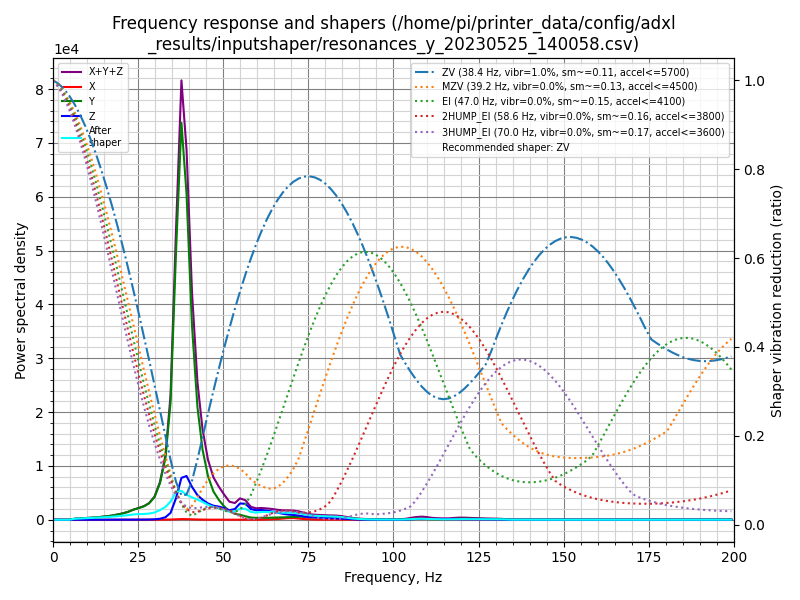 Frequency response and shapers (/home/pi/printer_data/config/adxl
_results/inputshaper/resonances_y_20230525_140058.csv)
1e4
X+Y+Z
X
Y
Z
After
shaper
ZV (38.4 Hz, vibr=1.0%, sm~=0.11, accel<=5700)
MZV (39.2 Hz, vibr=0.0%, sm~=0.13, accel<=4500)
EI (47.0 Hz, vibr=0.0%, sm~=0.15, accel<=4100)
2HUMP_EI (58.6 Hz, vibr=0.0%, sm~=0.16, accel<=3800)
3HUMP_EI (70.0 Hz, vibr=0.0%, sm~=0.17, accel<=3600)
Recommended shaper: ZV
8
7
6
5
4
3
2
1
0
Power spectral density
1.0
0.8
0.6
0.4
0.2
0.0
Shaper vibration reduction (ratio)
0 25 50 75 100 125 150 175 200
Frequency, Hz